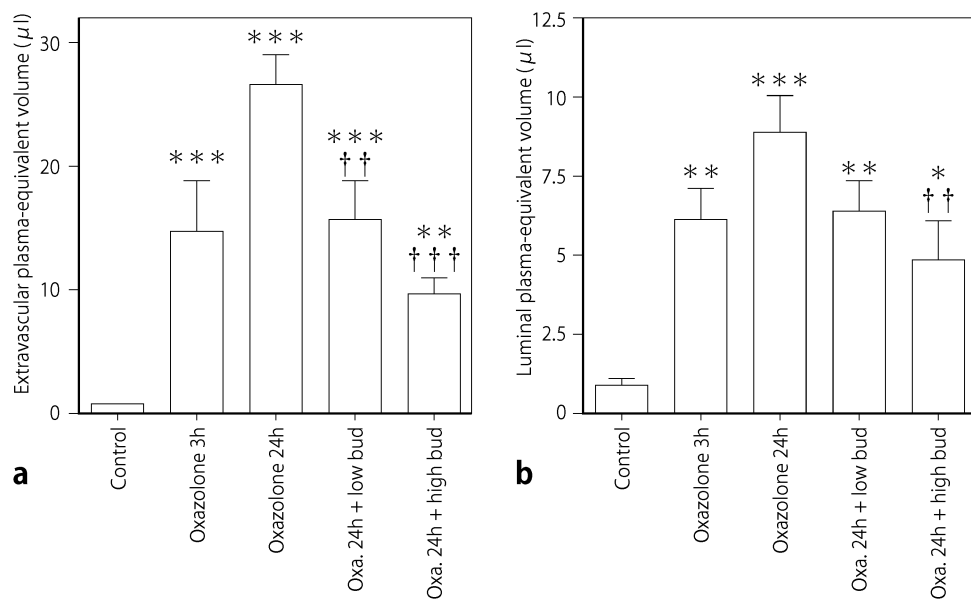 Extravascular plasma-equivalent volume (μl)
30
20
10
0
***
***
***
††
**
†††
Control
Oxazolone 3h
Oxazolone 24h
Oxa. 24h + low bud
Oxa. 24h + high bud
a
Luminal plasma-equivalent volume (μl)
12.5
10
7.5
5
2.5
0
**
***
**
*
††
Control
Oxazolone 3h
Oxazolone 24h
Oxa. 24h + low bud
Oxa. 24h + high bud
b